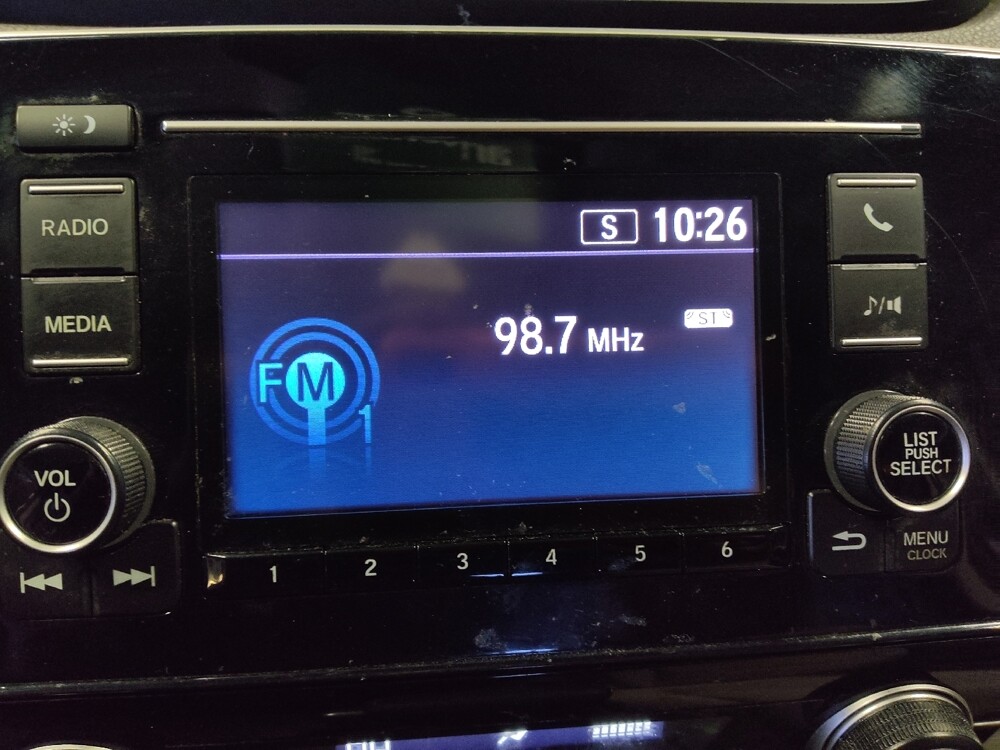 S 10:26
RADIO
MEDIA
98.7 MHz
ST
FM
1
VOL
LIST
PUSH
SELECT
MENU
CLOCK
1 2 3 4 5 6